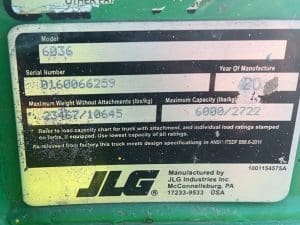 OTHER PAT
Model
6036
Serial Number
Year Of Manufacture
0160066259
20
Maximum Weight Without Attachments (lbs/kg)
Maximum Capacity (lbs/kg)
23467/10645
6000/2722
Refer to load capacity chart for truck with attachment, and individual load ratings stamped
on forks, if equipped. Use lowest capacity of all ratings.
As released from factory this truck meets design specifications in ANSI/ITSDF B56.6-2011
JLG®
Manufactured by
JLG Industries Inc
McConnellsburg, PA
17233-9533 USA
1001154575A